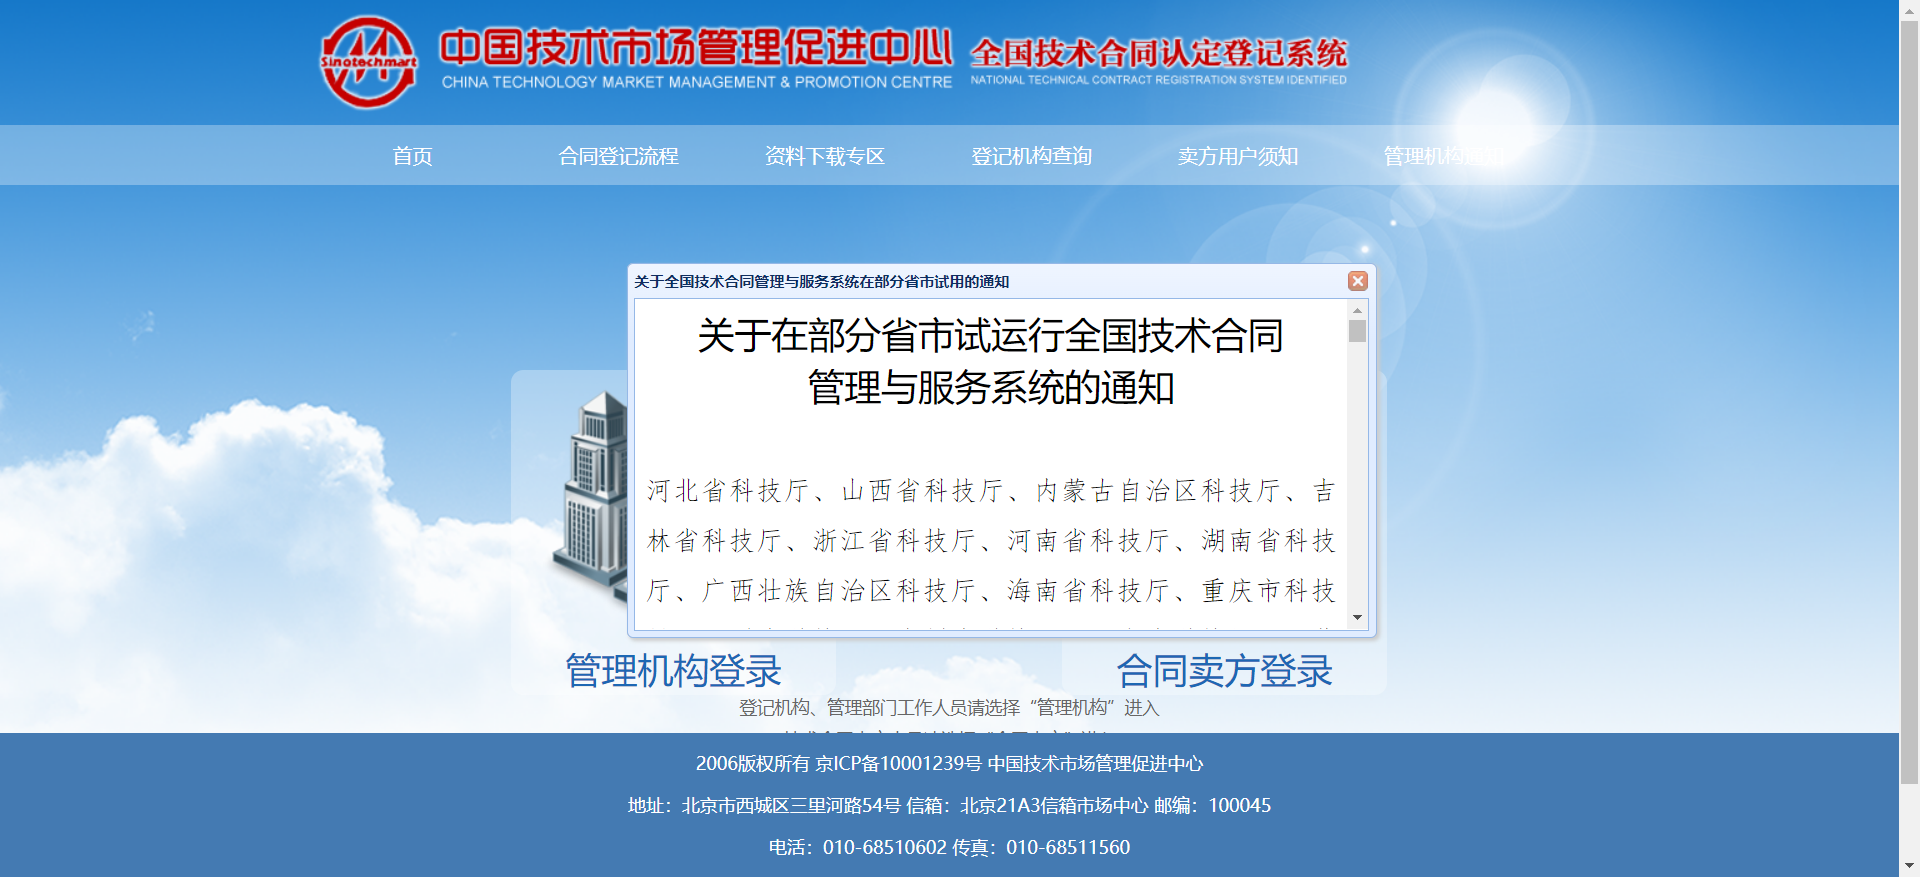 Sinotechmart
中国技术市场管理促进中心
CHINA TECHNOLOGY MARKET MANAGEMENT & PROMOTION CENTRE
全国技术合同认定登记系统
NATIONAL TECHNICAL CONTRACT REGISTRATION SYSTEM IDENTIFIED
首页 合同登记流程 资料下载专区 登记机构查询 卖方用户须知 管理机构通知
关于全国技术合同管理与服务系统在部分省市试用的通知
关于在部分省市试运行全国技术合同
管理与服务系统的通知
河北省科技厅、山西省科技厅、内蒙古自治区科技厅、吉
林省科技厅、浙江省科技厅、河南省科技厅、湖南省科技
厅、广西壮族自治区科技厅、海南省科技厅、重庆市科技
管理机构登录 合同卖方登录
登记机构、管理部门工作人员请选择“管理机构”进入
2006版权所有 京ICP备10001239号 中国技术市场管理促进中心
地址：北京市西城区三里河路54号 信箱：北京21A3信箱市场中心 邮编：100045
电话：010-68510602 传真：010-68511560